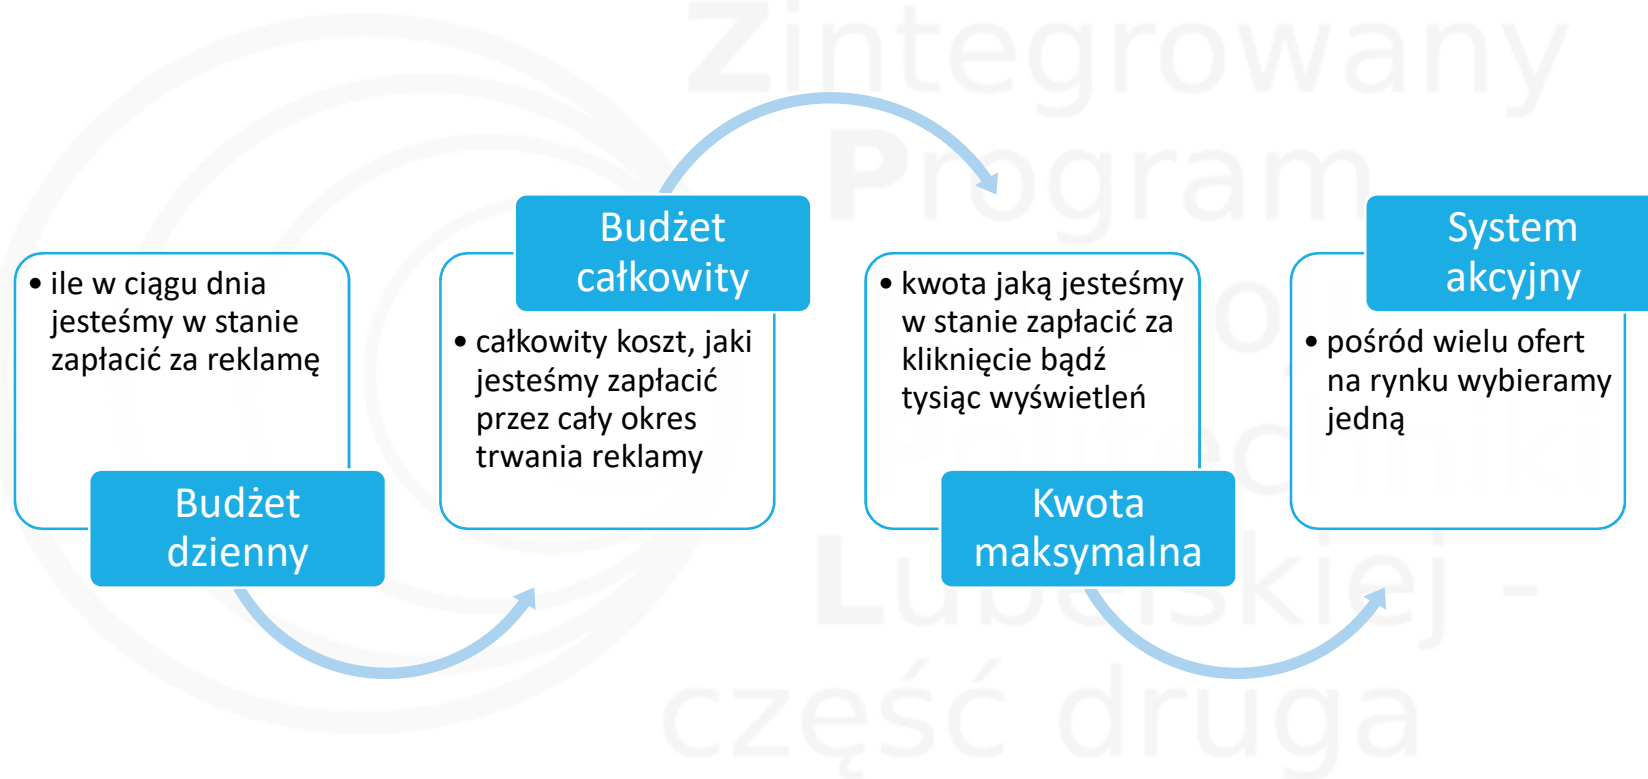 Zintegrowany
Program
Politechniki
Lubelskiej -
część druga
• ile w ciągu dnia
jesteśmy w stanie
zapłacić za reklamę
Budżet
dzienny
Budżet
całkowity
• całkowity koszt, jaki
jesteśmy zapłacić
przez cały okres
trwania reklamy
• kwota jaką jesteśmy
w stanie zapłacić za
kliknięcie bądź
tysiąc wyświetleń
Kwota
maksymalna
System
akcyjny
• pośród wielu ofert
na rynku wybieramy
jedną